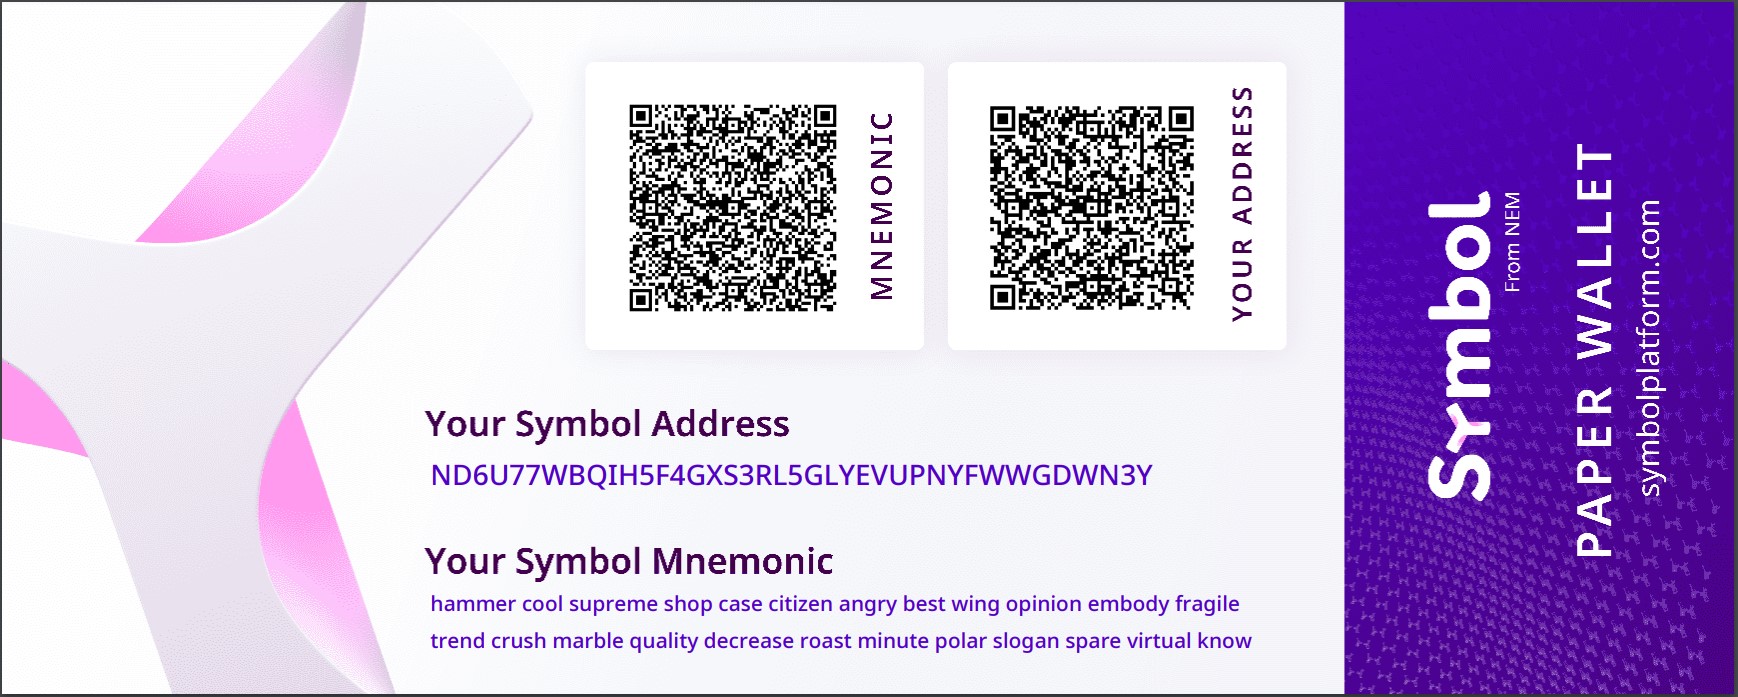 MNEMONIC
YOUR ADDRESS
Your Symbol Address
ND6U77WBQIH5F4GXS3RL5GLYEVUPNYFWWGDWN3Y
Your Symbol Mnemonic
hammer cool supreme shop case citizen angry best wing opinion embody fragile
trend crush marble quality decrease roast minute polar slogan spare virtual know
Symbol
From NEM
PAPER WALLET
symbolplatform.com